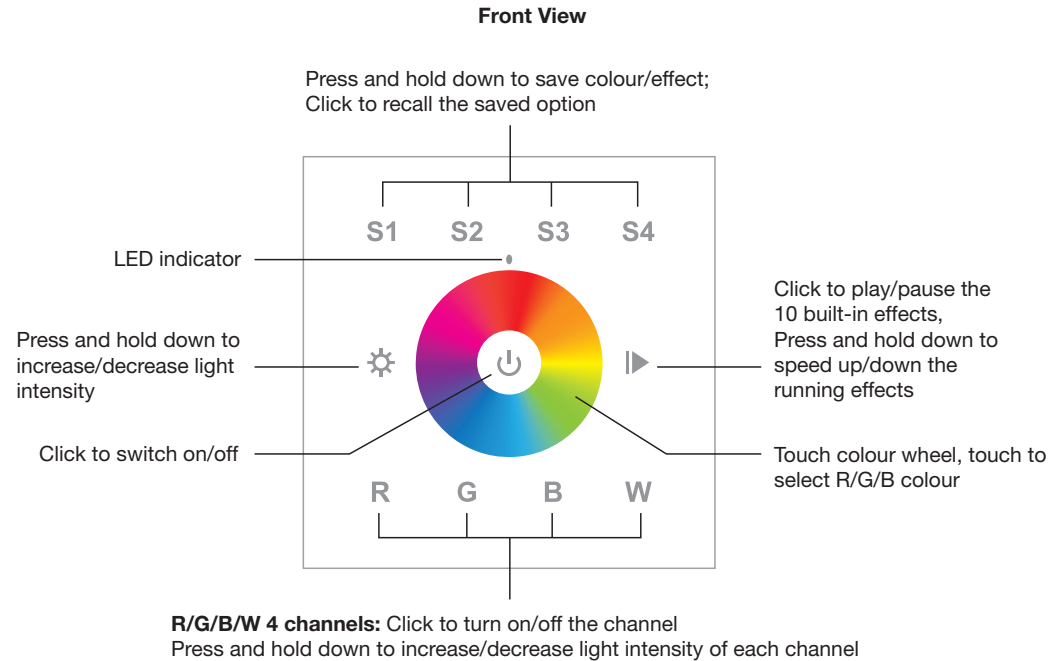 Front View
Press and hold down to save colour/effect;
Click to recall the saved option
S1 S2 S3 S4
LED indicator
Click to play/pause the
10 built-in effects,
Press and hold down to
speed up/down the
running effects
Press and hold down to
increase/decrease light
intensity
Click to switch on/off
Touch colour wheel, touch to
select R/G/B colour
R G B W
R/G/B/W 4 channels: Click to turn on/off the channel
Press and hold down to increase/decrease light intensity of each channel